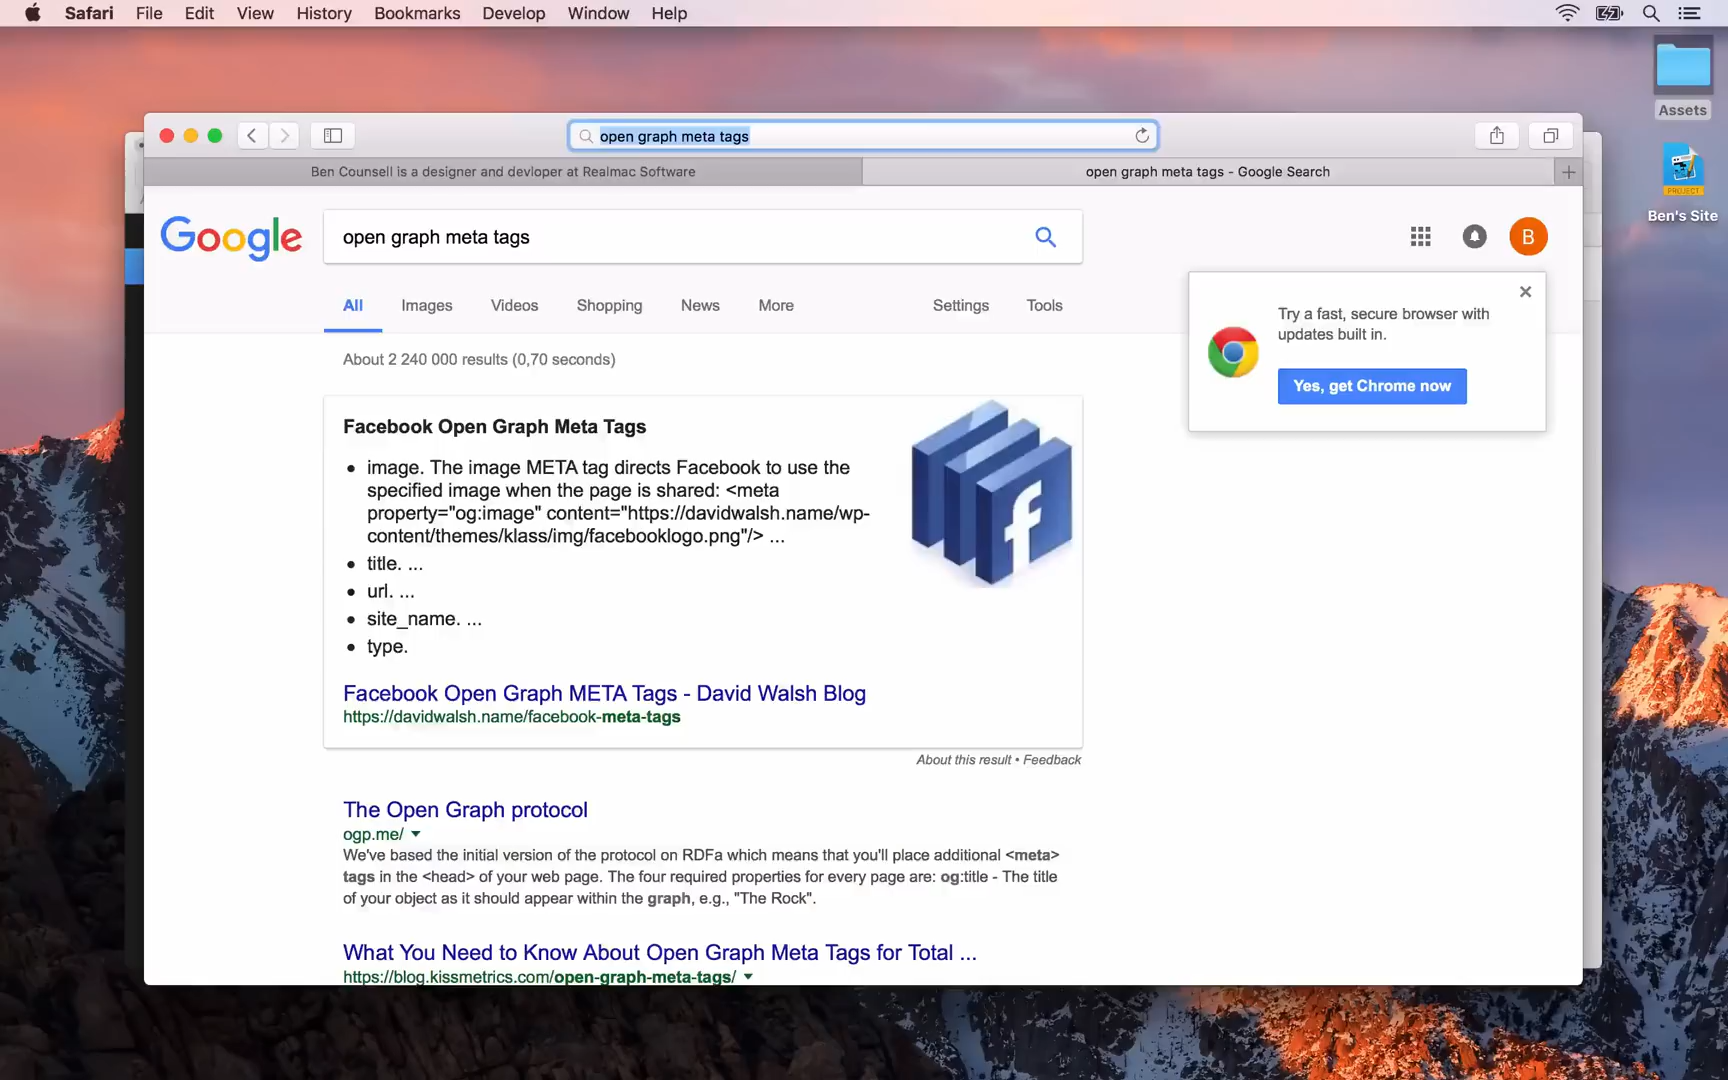 Safari File Edit View History Bookmarks Develop Window Help
Assets
open graph meta tags
Ben Counsell is a designer and devloper at Realmac Software
open graph meta tags - Google Search
PROJECT
Ben's Site
Google
open graph meta tags
B
All Images Videos Shopping News More Settings Tools
Try a fast, secure browser with
updates built in.
Yes, get Chrome now
About 2 240 000 results (0,70 seconds)
Facebook Open Graph Meta Tags
image. The image META tag directs Facebook to use the
specified image when the page is shared: <meta
property="og:image" content="https://davidwalsh.name/wp-
content/themes/klass/img/facebooklogo.png"/> ...
title. ...
url. ...
site_name. ...
type.
f
Facebook Open Graph META Tags - David Walsh Blog
https://davidwalsh.name/facebook-meta-tags
About this result • Feedback
The Open Graph protocol
ogp.me/
We've based the initial version of the protocol on RDFa which means that you'll place additional <meta>
tags in the <head> of your web page. The four required properties for every page are: og:title - The title
of your object as it should appear within the graph, e.g., "The Rock".
What You Need to Know About Open Graph Meta Tags for Total ...
https://blog.kissmetrics.com/open-graph-meta-tags/